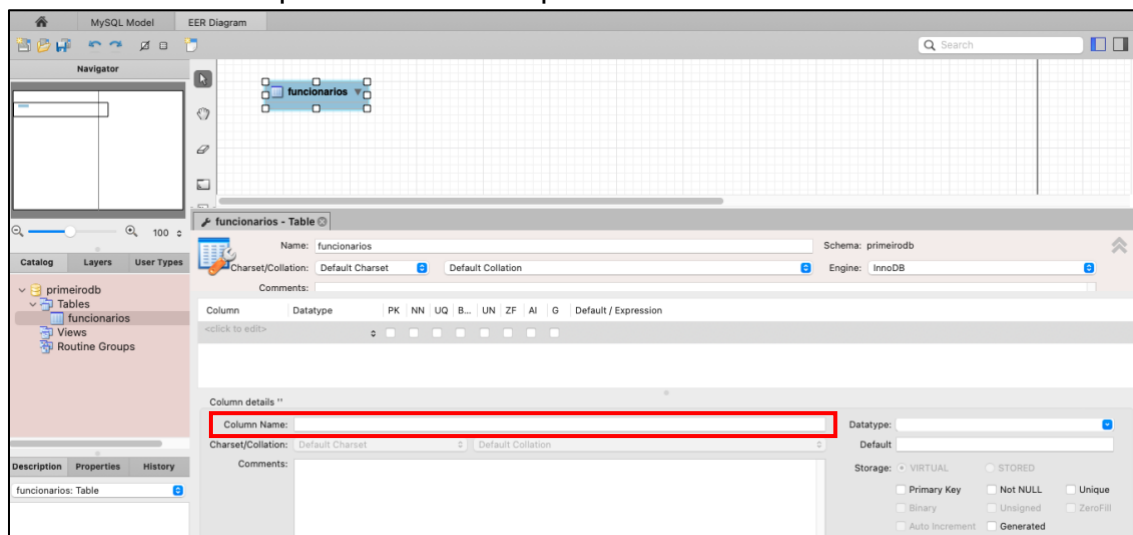 MySQL Model EER Diagram
Search
Navigator
funcionarios
100
funcionarios - Table
Name: funcionarios Schema: primeirodb
Catalog Layers User Types
Charset/Collation: Default Charset Default Collation Engine: InnoDB
Comments:
primeirodb
Tables
funcionarios
Views
Routine Groups
Column Datatype PK NN UQ B... UN ZF AI G Default / Expression
<click to edit>
Column details ''
Column Name: Datatype:
Charset/Collation: Default Charset Default Collation Default
Comments: Storage: VIRTUAL STORED
Description Properties History
funcionarios: Table
Primary Key Not NULL Unique
Binary Unsigned ZeroFill
Auto Increment Generated